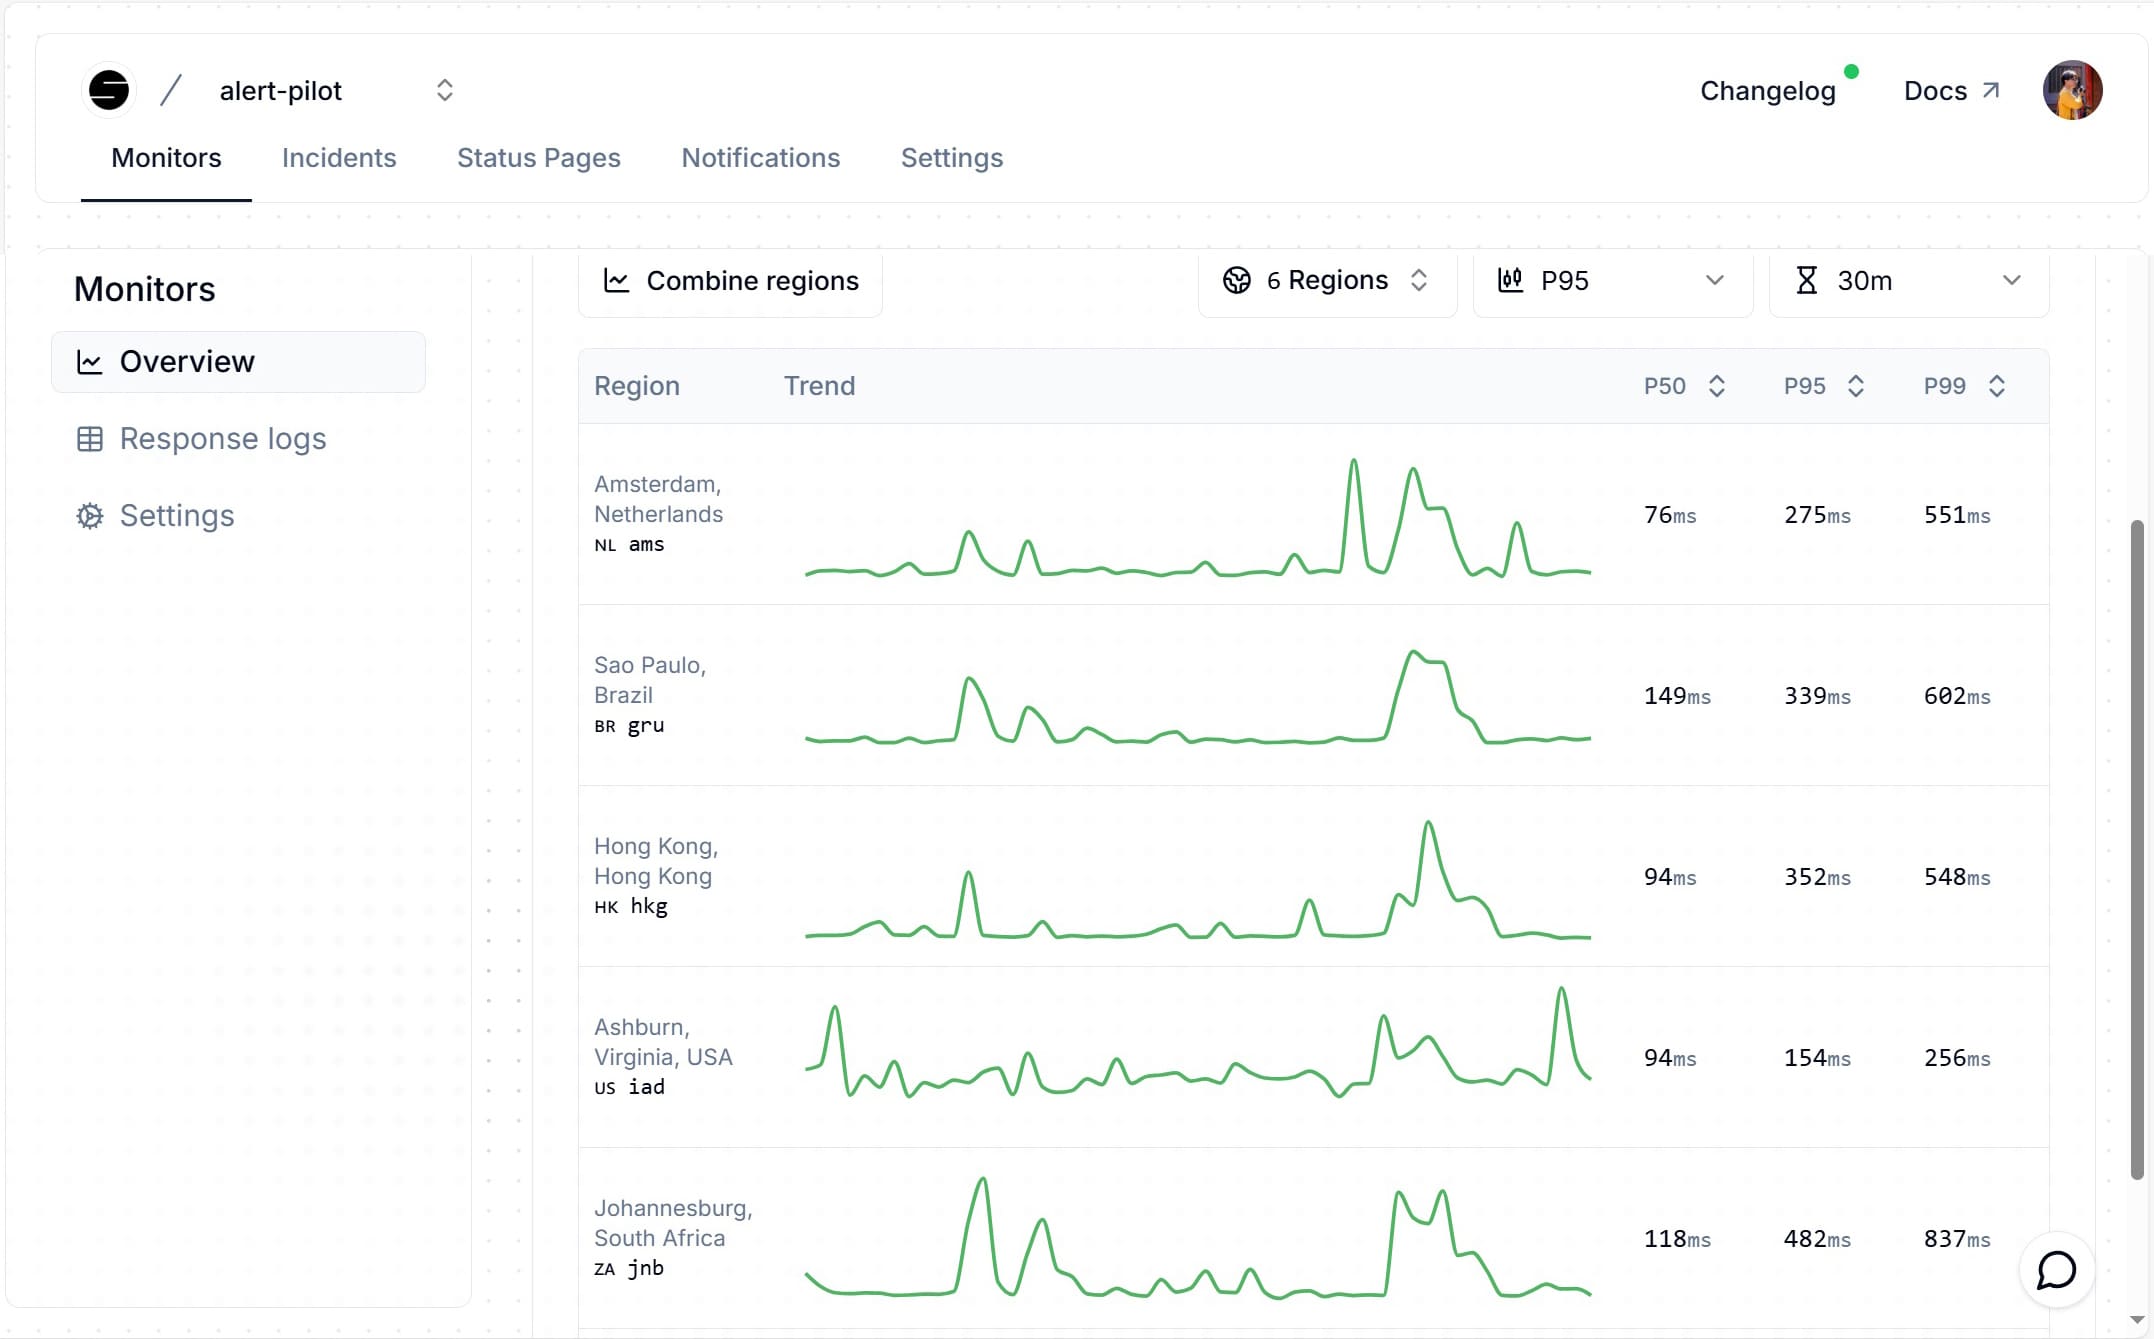 alert-pilot
Changelog
Docs
Monitors
Incidents
Status Pages
Notifications
Settings
Monitors
Overview
Response logs
Settings
Combine regions
6 Regions
P95
30m
Region
Trend
P50
P95
P99
Amsterdam,
Netherlands
NL ams
76ms
275ms
551ms
Sao Paulo,
Brazil
BR gru
149ms
339ms
602ms
Hong Kong,
Hong Kong
HK hkg
94ms
352ms
548ms
Ashburn,
Virginia, USA
US iad
94ms
154ms
256ms
Johannesburg,
South Africa
ZA jnb
118ms
482ms
837ms